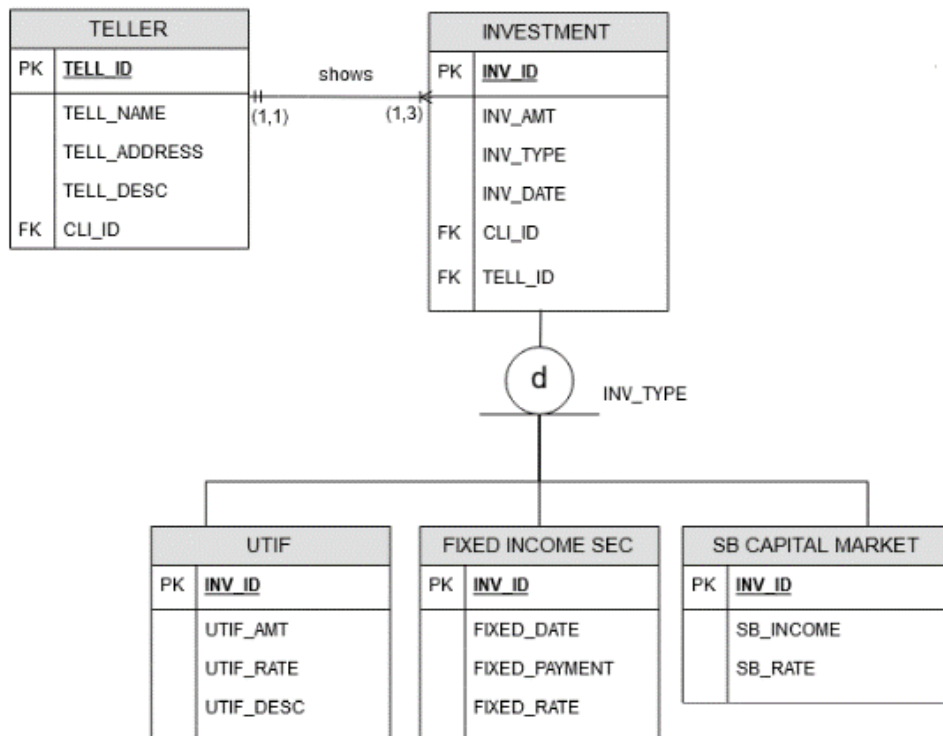 TELLER
PK TELL_ID
TELL_NAME
TELL_ADDRESS
TELL_DESC
FK CLI_ID
shows
(1,1)
(1,3)
INVESTMENT
PK INV_ID
INV_AMT
INV_TYPE
INV_DATE
FK CLI_ID
FK TELL_ID
d
INV_TYPE
UTIF
PK INV_ID
UTIF_AMT
UTIF_RATE
UTIF_DESC
FIXED INCOME SEC
PK INV_ID
FIXED_DATE
FIXED_PAYMENT
FIXED_RATE
SB CAPITAL MARKET
PK INV_ID
SB_INCOME
SB_RATE